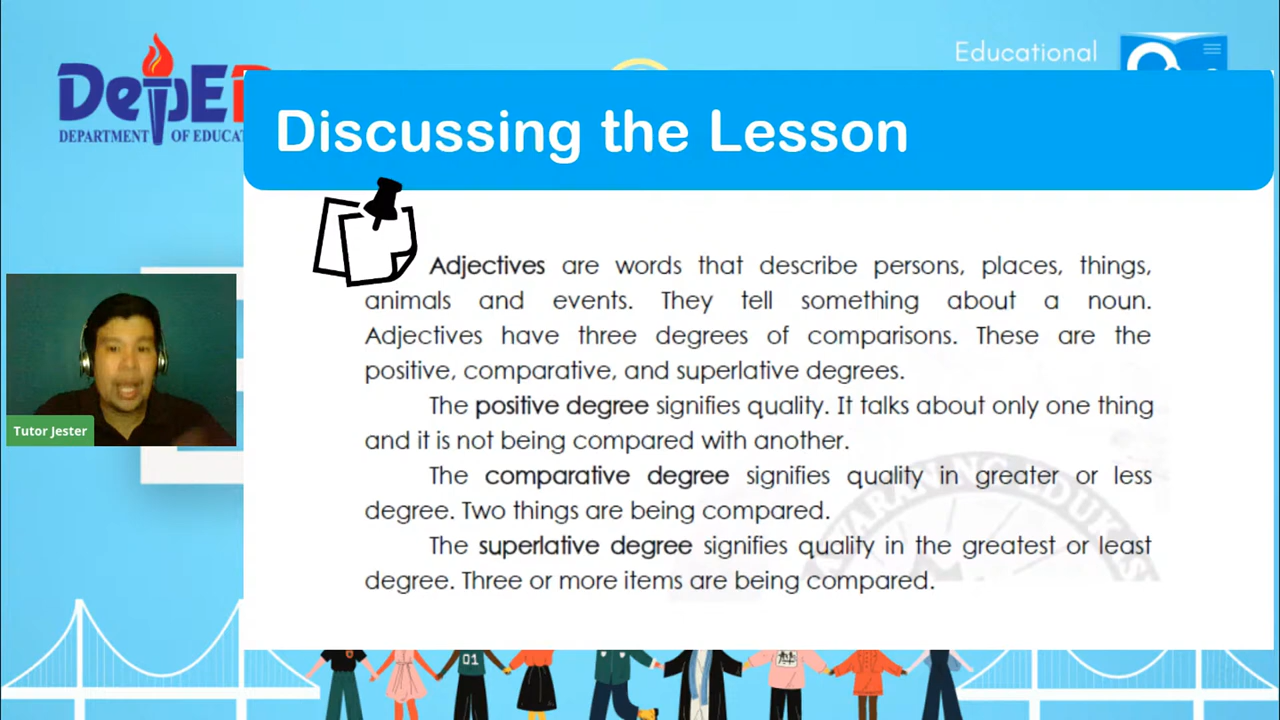 Educational
DepED
DEPARTMENT OF EDUCAT
Discussing the Lesson
Adjectives are words that describe persons, places, things,
animals and events. They tell something about a noun.
Adjectives have three degrees of comparisons. These are the
positive, comparative, and superlative degrees.
The positive degree signifies quality. It talks about only one thing
and it is not being compared with another.
The comparative degree signifies quality in greater or less
degree. Two things are being compared.
The superlative degree signifies quality in the greatest or least
degree. Three or more items are being compared.
Tutor Jester
01